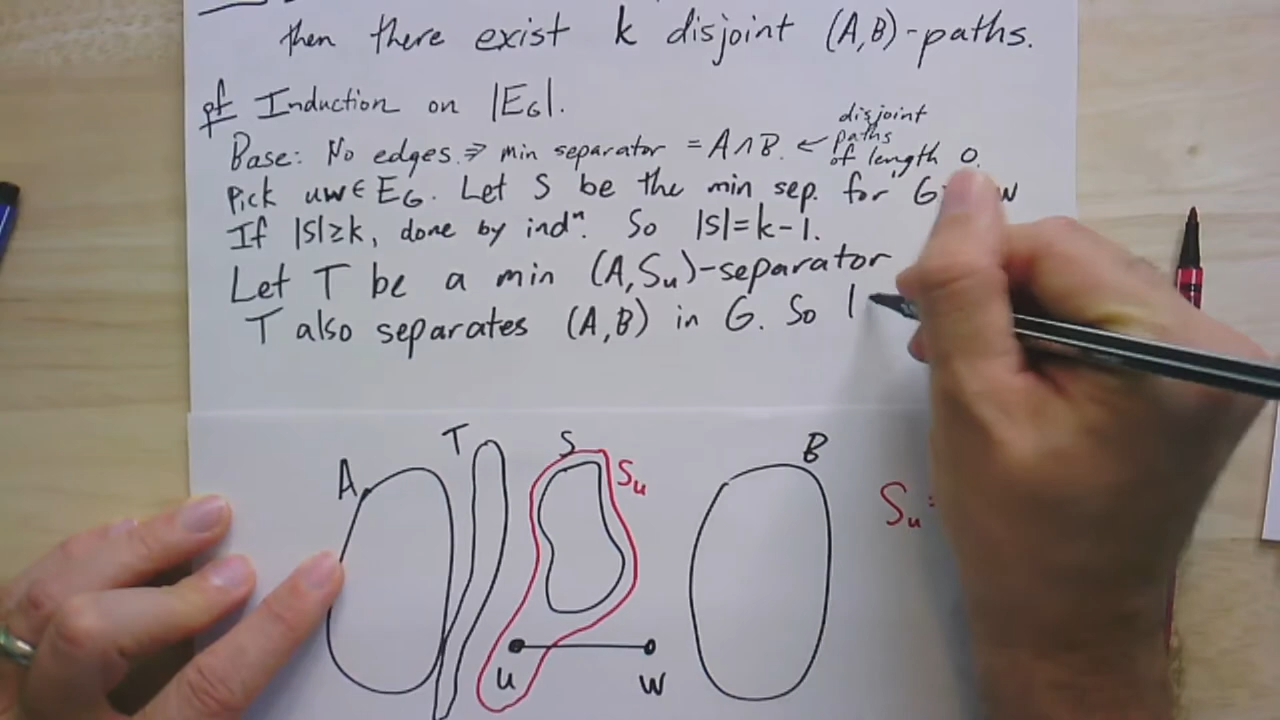 then there exist k disjoint (A,B)-paths.
pf Induction on |E_G|.
disjoint
paths
of length 0.
Base: No edges. ⇒ min separator = A∩B. ←
Pick uw ∈ E_G. Let S be the min sep. for G w
If |S| ≥ k, done by indⁿ. So |S| = k-1.
Let T be a min (A, S_u)-separator
T also separates (A,B) in G. So |
A
T
S
S_u
B
S_u =
u
w